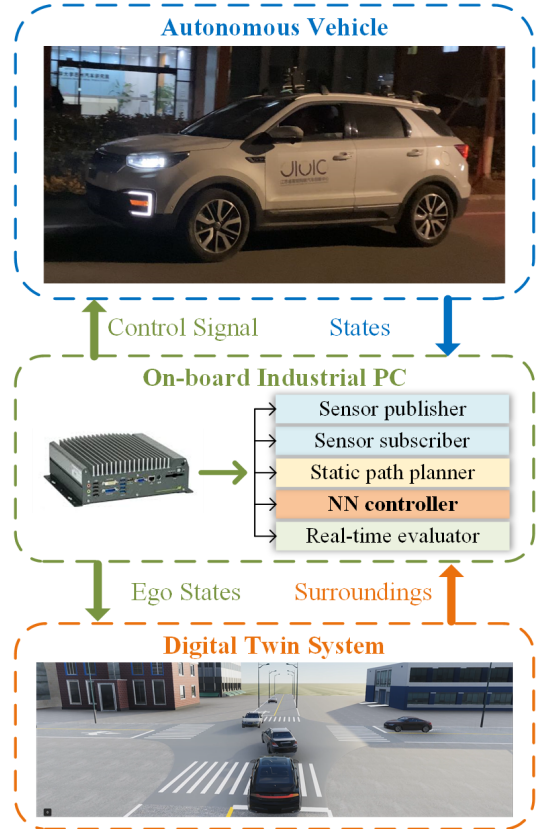 Autonomous Vehicle
JIUIC
Control Signal
States
On-board Industrial PC
Sensor publisher
Sensor subscriber
Static path planner
NN controller
Real-time evaluator
Ego States
Surroundings
Digital Twin System